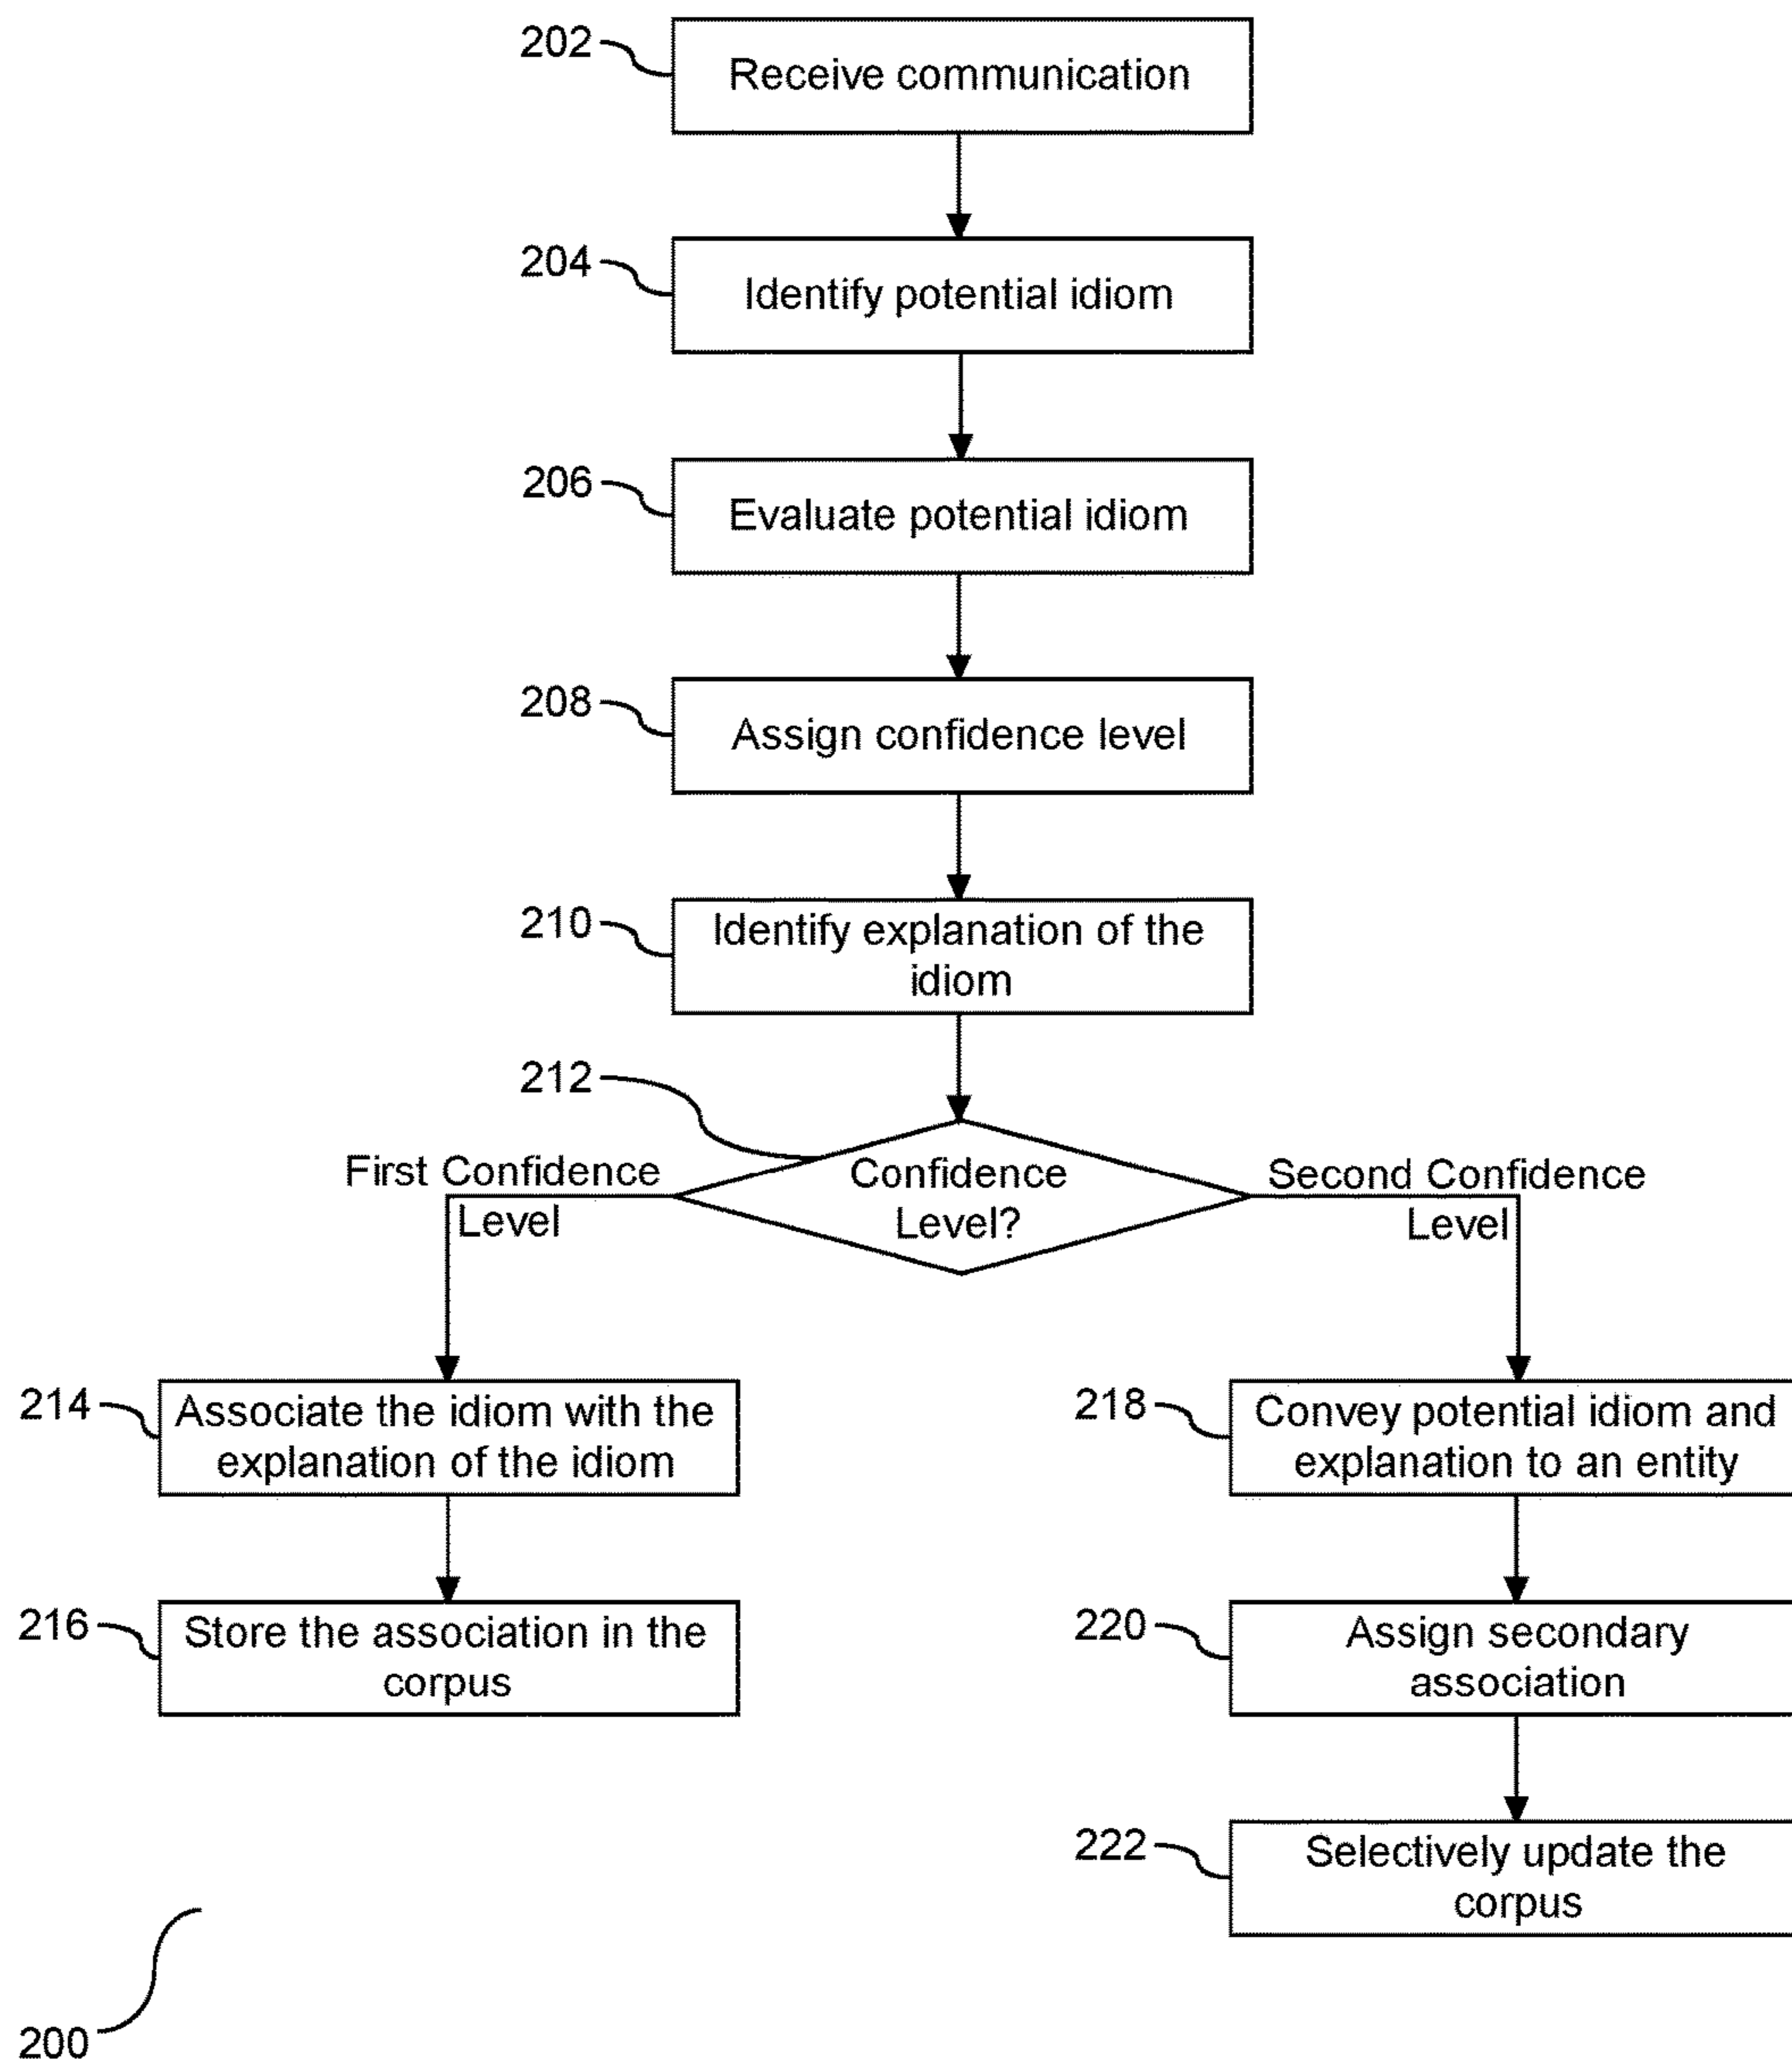 202
Receive communication
204
Identify potential idiom
206
Evaluate potential idiom
208
Assign confidence level
210
Identify explanation of the
idiom
212
First Confidence
Level
Confidence
Level?
Second Confidence
Level
214
Associate the idiom with the
explanation of the idiom
216
Store the association in the
corpus
218
Convey potential idiom and
explanation to an entity
220
Assign secondary
association
222
Selectively update the
corpus
200